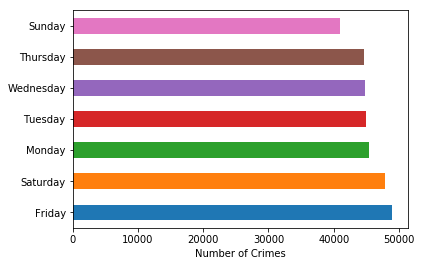 Sunday
Thursday
Wednesday
Tuesday
Monday
Saturday
Friday
0 10000 20000 30000 40000 50000
Number of Crimes